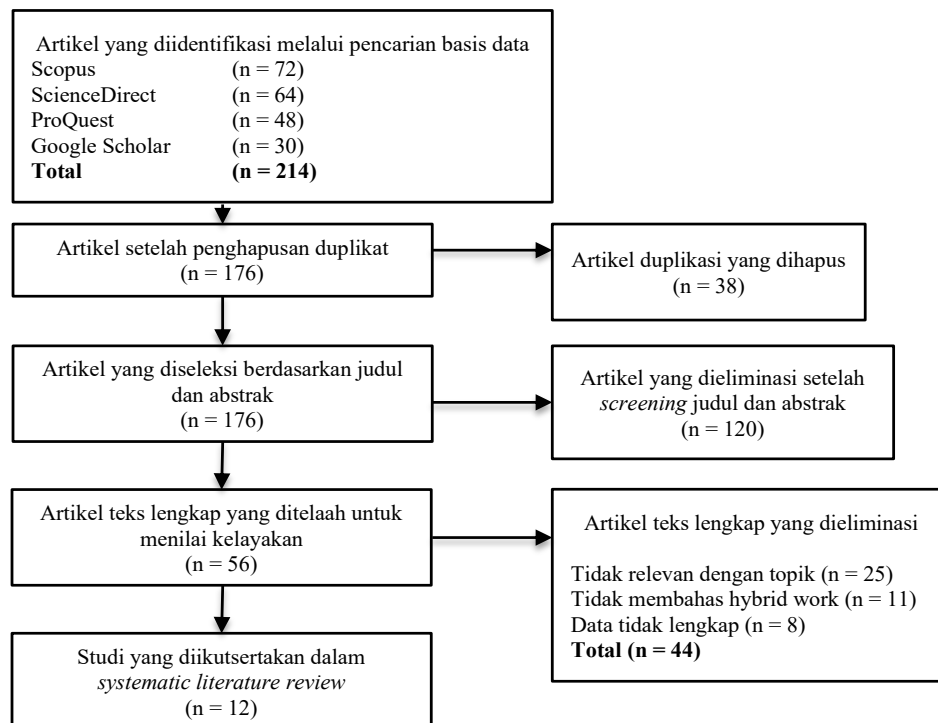 Artikel yang diidentifikasi melalui pencarian basis data
Scopus (n = 72)
ScienceDirect (n = 64)
ProQuest (n = 48)
Google Scholar (n = 30)
Total (n = 214)
Artikel setelah penghapusan duplikat
(n = 176)
Artikel duplikasi yang dihapus
(n = 38)
Artikel yang diseleksi berdasarkan judul
dan abstrak
(n = 176)
Artikel yang dieliminasi setelah
screening judul dan abstrak
(n = 120)
Artikel teks lengkap yang ditelaah untuk
menilai kelayakan
(n = 56)
Artikel teks lengkap yang dieliminasi
Tidak relevan dengan topik (n = 25)
Tidak membahas hybrid work (n = 11)
Data tidak lengkap (n = 8)
Total (n = 44)
Studi yang diikutsertakan dalam
systematic literature review
(n = 12)